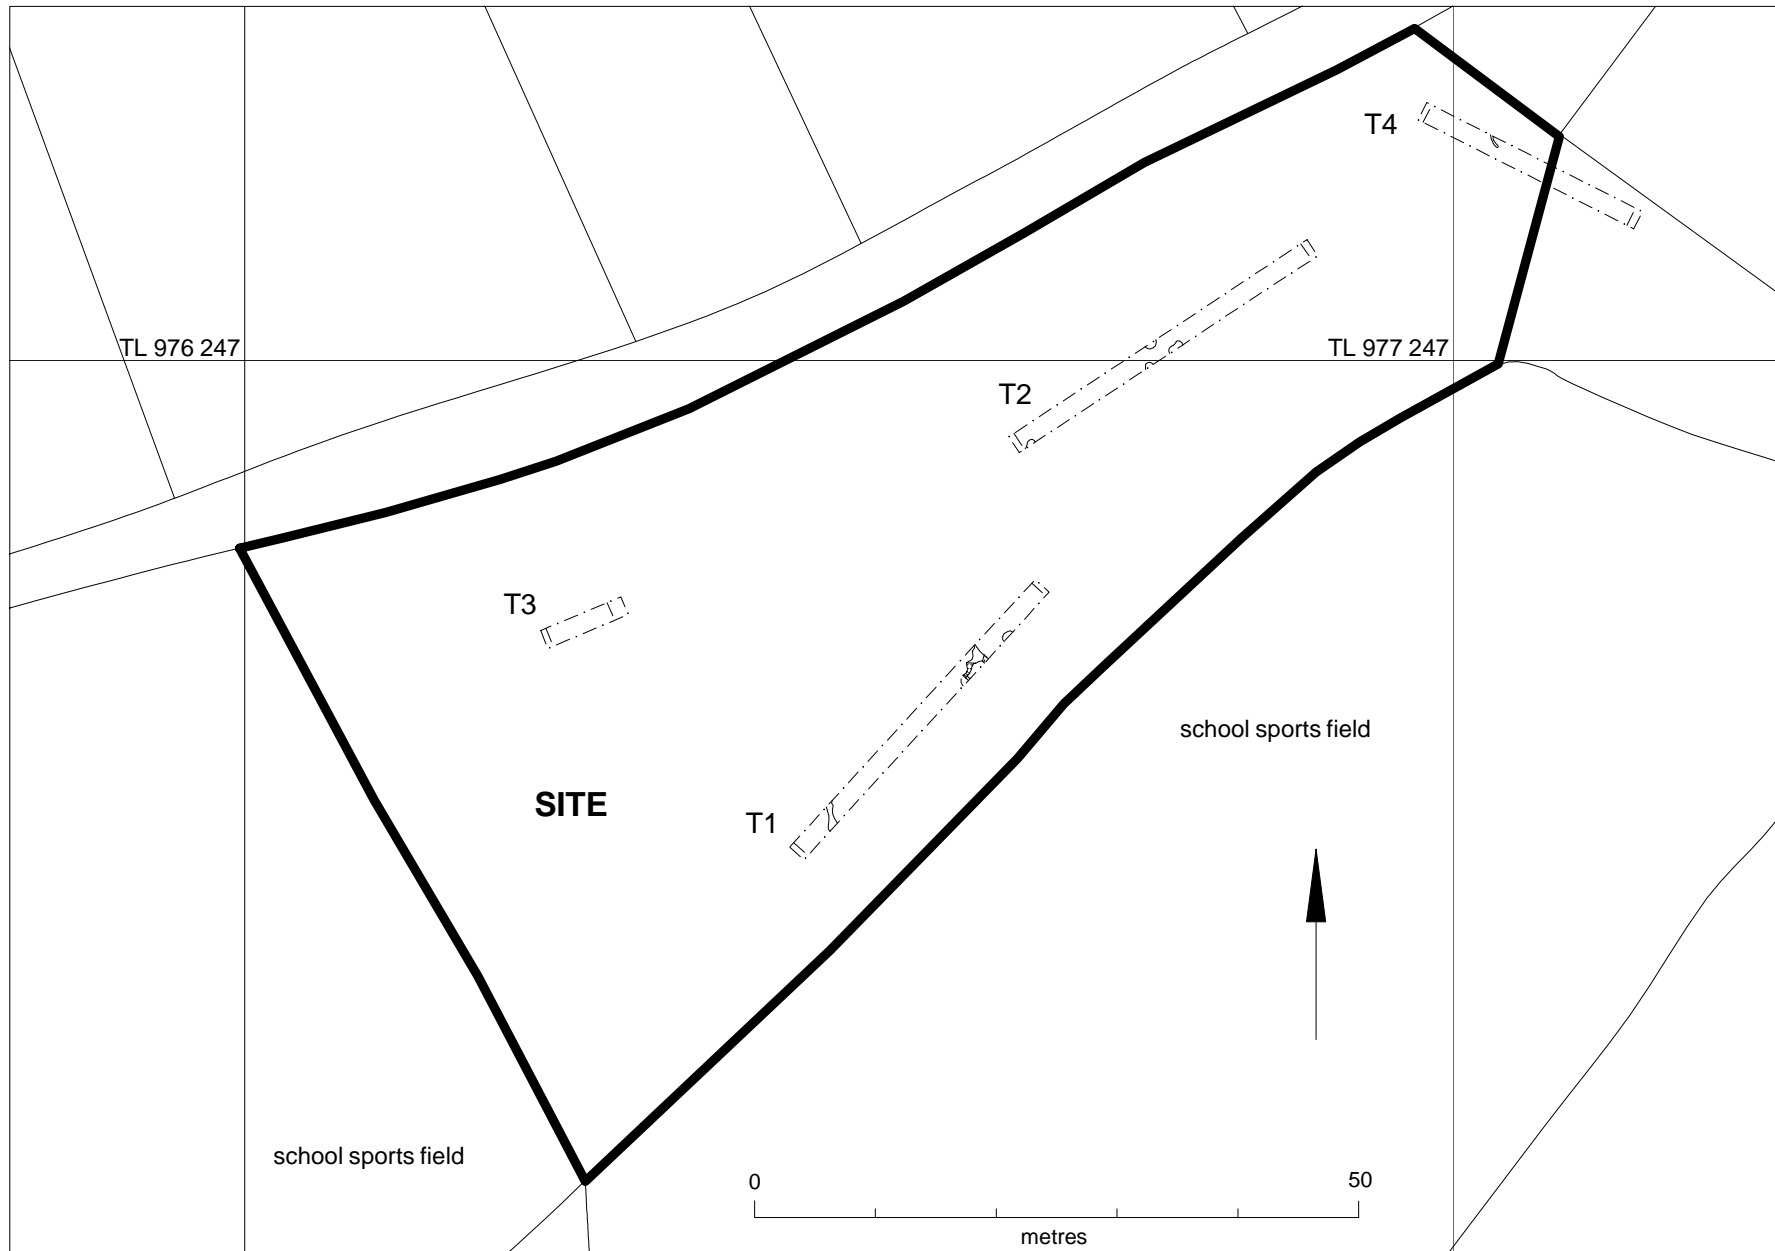 T4
TL 976 247
TL 977 247
T2
T3
school sports field
SITE
T1
school sports field
0
50
metres